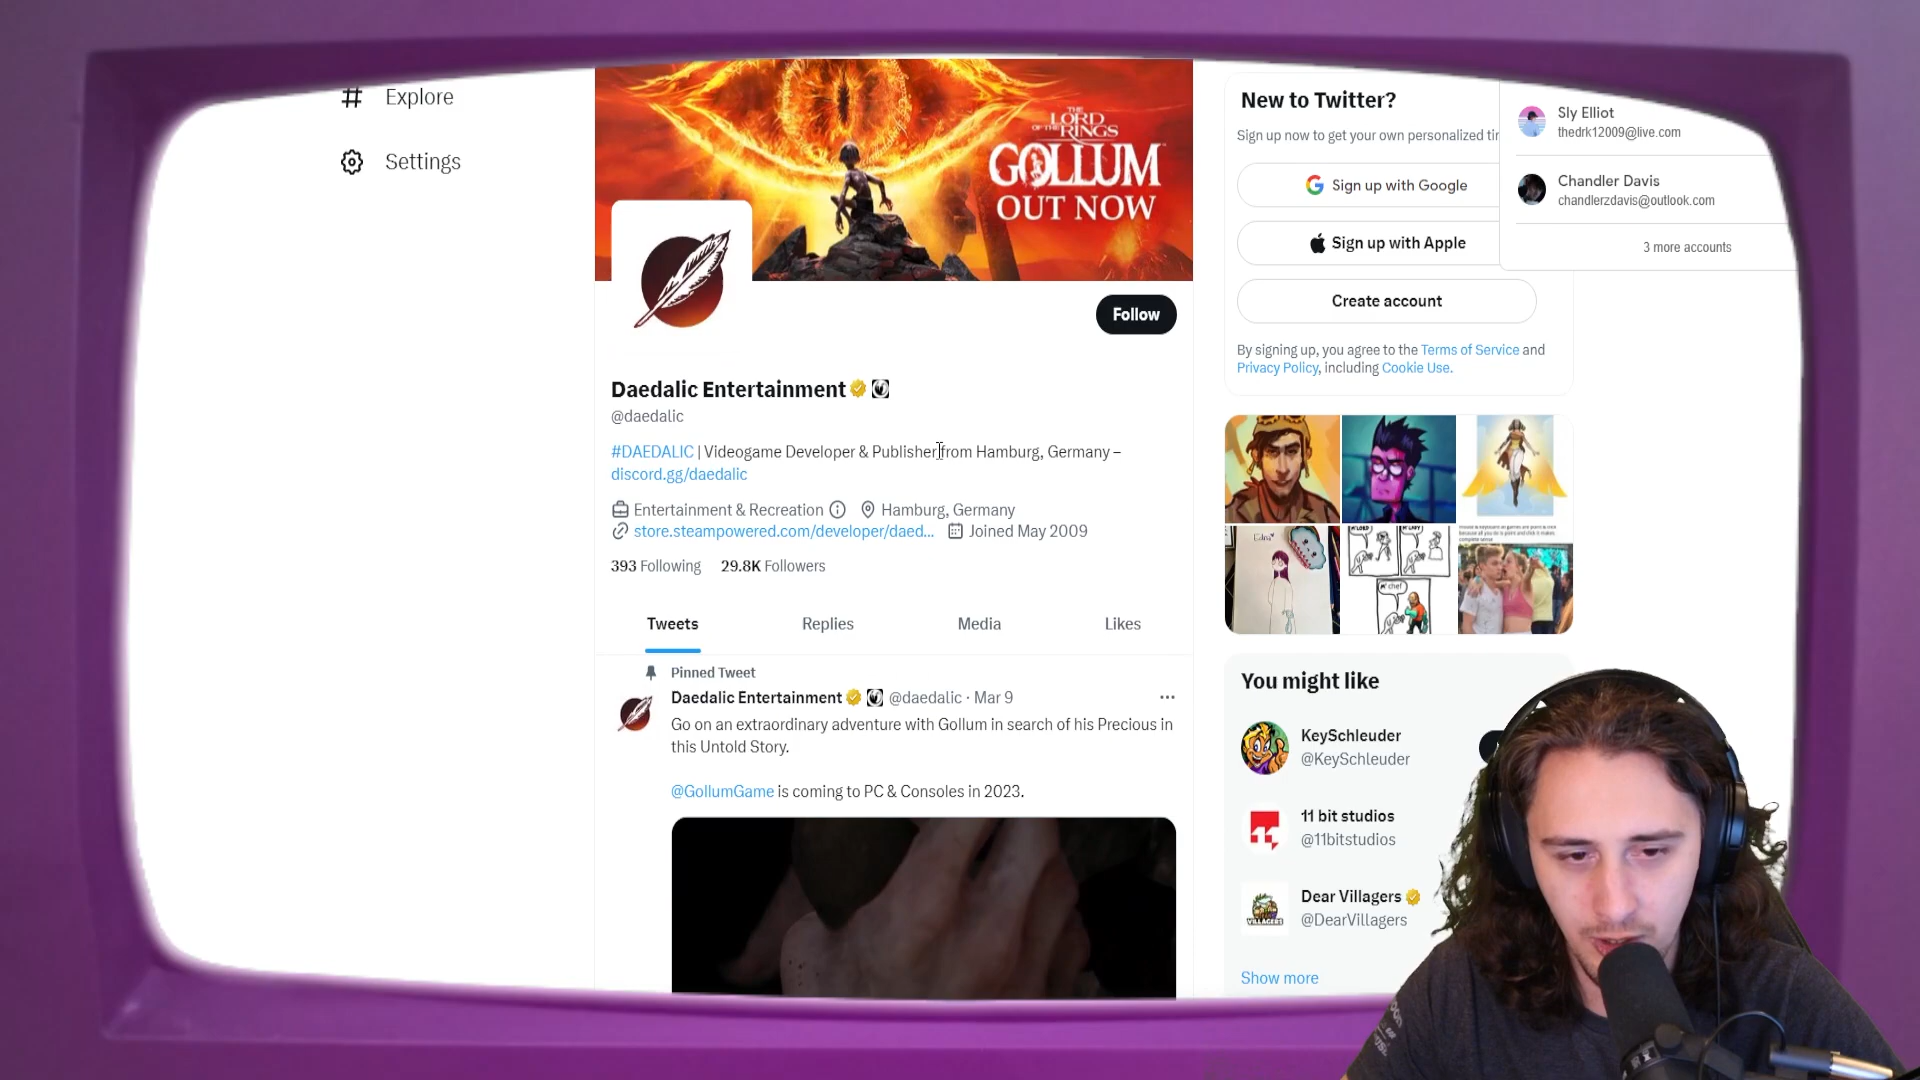 Explore
Settings
THE
LORD
OF THE RINGS
GOLLUM
OUT NOW
Follow
Daedalic Entertainment
@daedalic
#DAEDALIC | Videogame Developer & Publisher from Hamburg, Germany –
discord.gg/daedalic
Entertainment & Recreation Hamburg, Germany
store.steampowered.com/developer/daed... Joined May 2009
393 Following 29.8K Followers
Tweets Replies Media Likes
Pinned Tweet
Daedalic Entertainment @daedalic · Mar 9
Go on an extraordinary adventure with Gollum in search of his Precious in
this Untold Story.
@GollumGame is coming to PC & Consoles in 2023.
New to Twitter?
Sign up now to get your own personalized
Sign up with Google
Sign up with Apple
Create account
By signing up, you agree to the Terms of Service and
Privacy Policy, including Cookie Use.
Sly Elliot
thedrk12009@live.com
Chandler Davis
chandlerzdavis@outlook.com
3 more accounts
Edna
M'LORD
M'LADY
M'chef
You might like
KeySchleuder
@KeySchleuder
11 bit studios
@11bitstudios
VILLAGERS
Dear Villagers
@DearVillagers
Show more